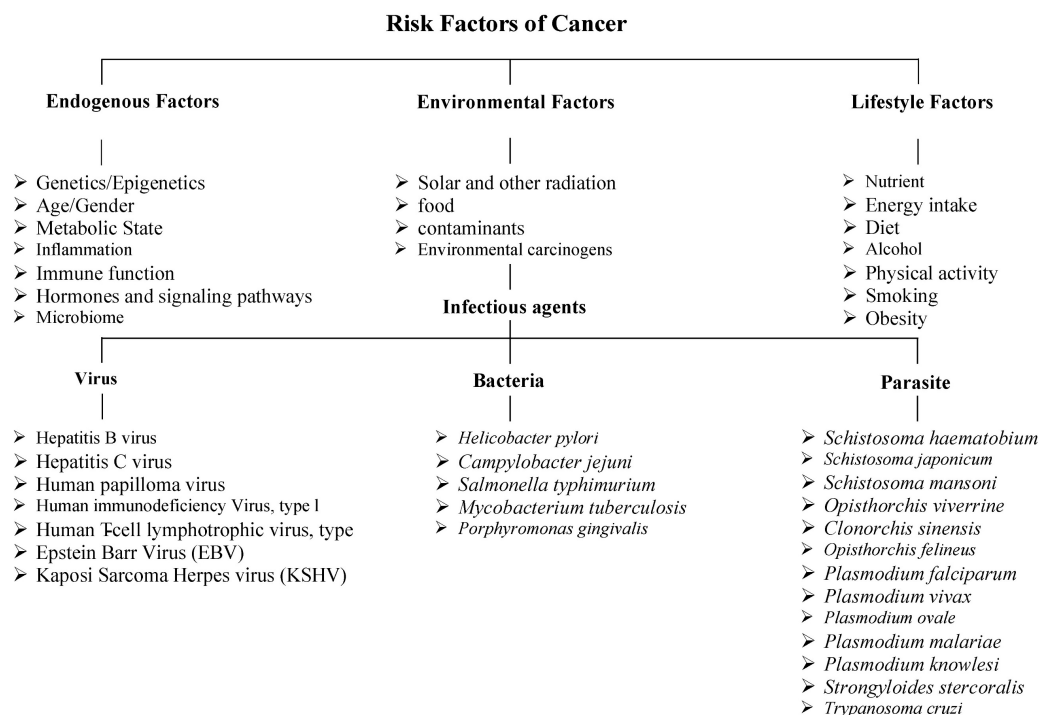 Risk Factors of Cancer
Endogenous Factors
Environmental Factors
Lifestyle Factors
Genetics/Epigenetics
Age/Gender
Metabolic State
Inflammation
Immune function
Hormones and signaling pathways
Microbiome
Solar and other radiation
food
contaminants
Environmental carcinogens
Nutrient
Energy intake
Diet
Alcohol
Physical activity
Smoking
Obesity
Infectious agents
Virus
Bacteria
Parasite
Hepatitis B virus
Hepatitis C virus
Human papilloma virus
Human immunodeficiency Virus, type l
Human T-cell lymphotrophic virus, type
Epstein Barr Virus (EBV)
Kaposi Sarcoma Herpes virus (KSHV)
Helicobacter pylori
Campylobacter jejuni
Salmonella typhimurium
Mycobacterium tuberculosis
Porphyromonas gingivalis
Schistosoma haematobium
Schistosoma japonicum
Schistosoma mansoni
Opisthorchis viverrine
Clonorchis sinensis
Opisthorchis felineus
Plasmodium falciparum
Plasmodium vivax
Plasmodium ovale
Plasmodium malariae
Plasmodium knowlesi
Strongyloides stercoralis
Trypanosoma cruzi